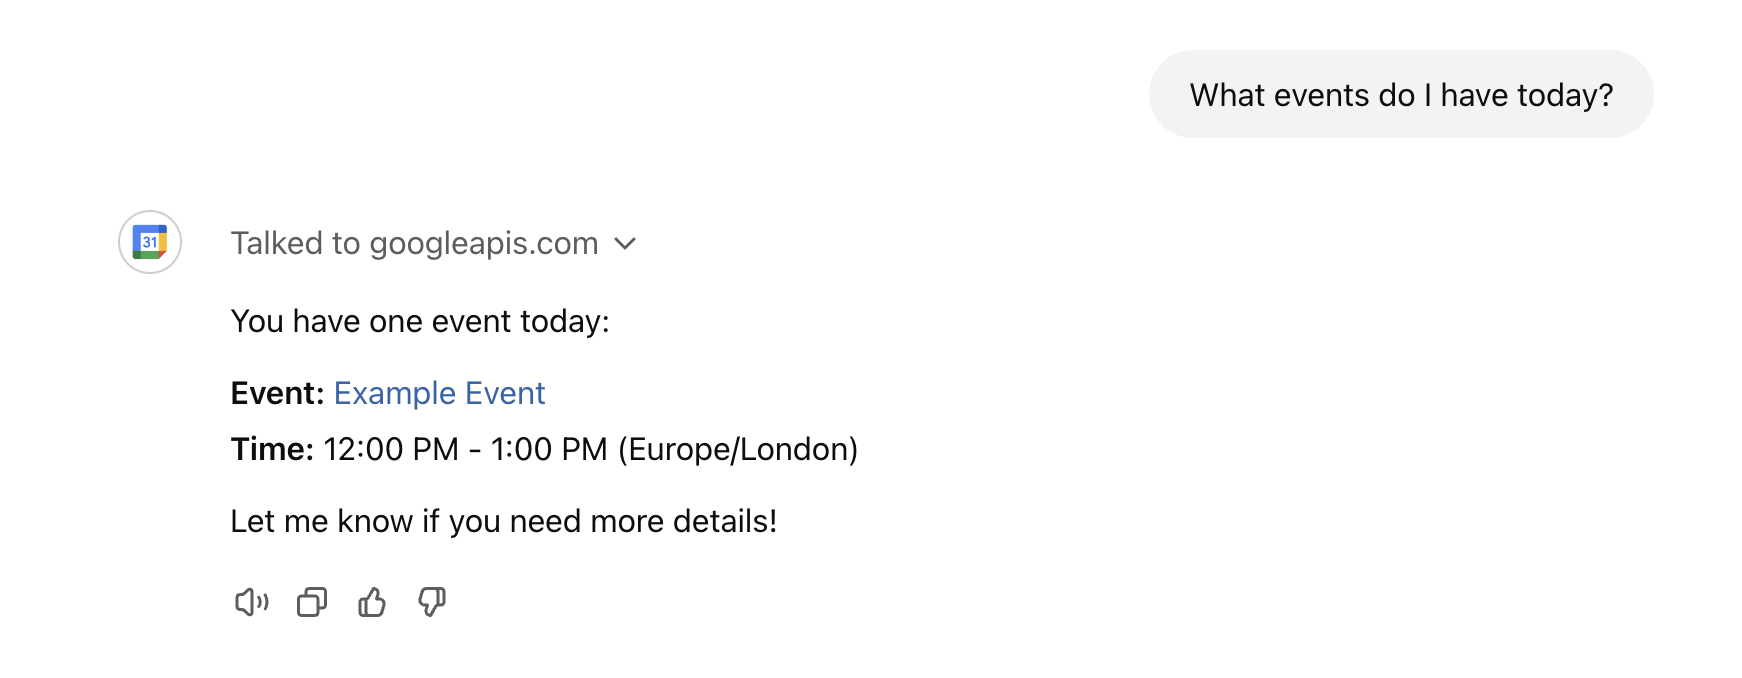 What events do I have today?
31
Talked to googleapis.com
You have one event today:
Event: Example Event
Time: 12:00 PM - 1:00 PM (Europe/London)
Let me know if you need more details!